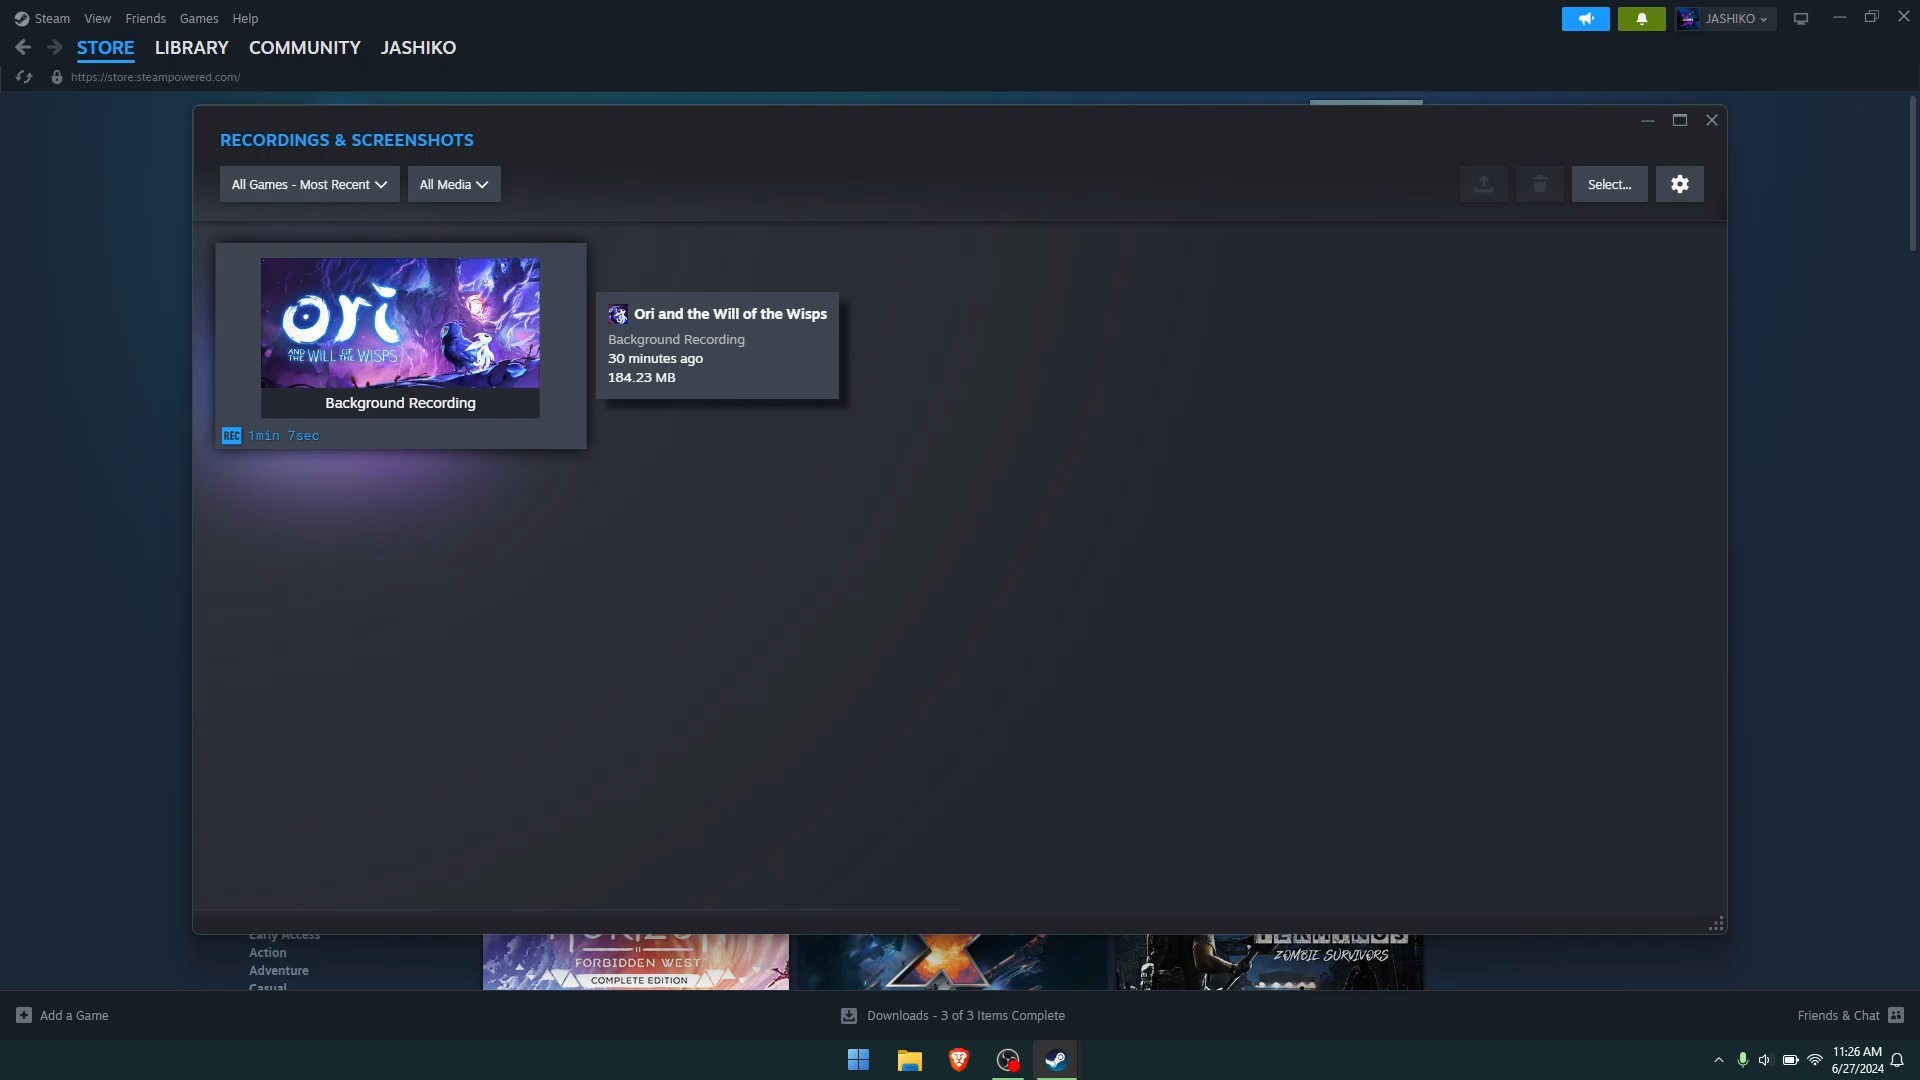 Steam View Friends Games Help
JASHIKO
STORE LIBRARY COMMUNITY JASHIKO
https://store.steampowered.com/
RECORDINGS & SCREENSHOTS
All Games - Most Recent
All Media
Select...
ori
AND THE WILL OF THE WISPS
Background Recording
REC 1min 7sec
Ori and the Will of the Wisps
Background Recording
30 minutes ago
184.23 MB
Early Access
Action
Adventure
Casual
FORBIDDEN WEST
COMPLETE EDITION
ZOMBIE SURVIVORS
Add a Game
Downloads - 3 of 3 Items Complete
Friends & Chat
11:26 AM
6/27/2024